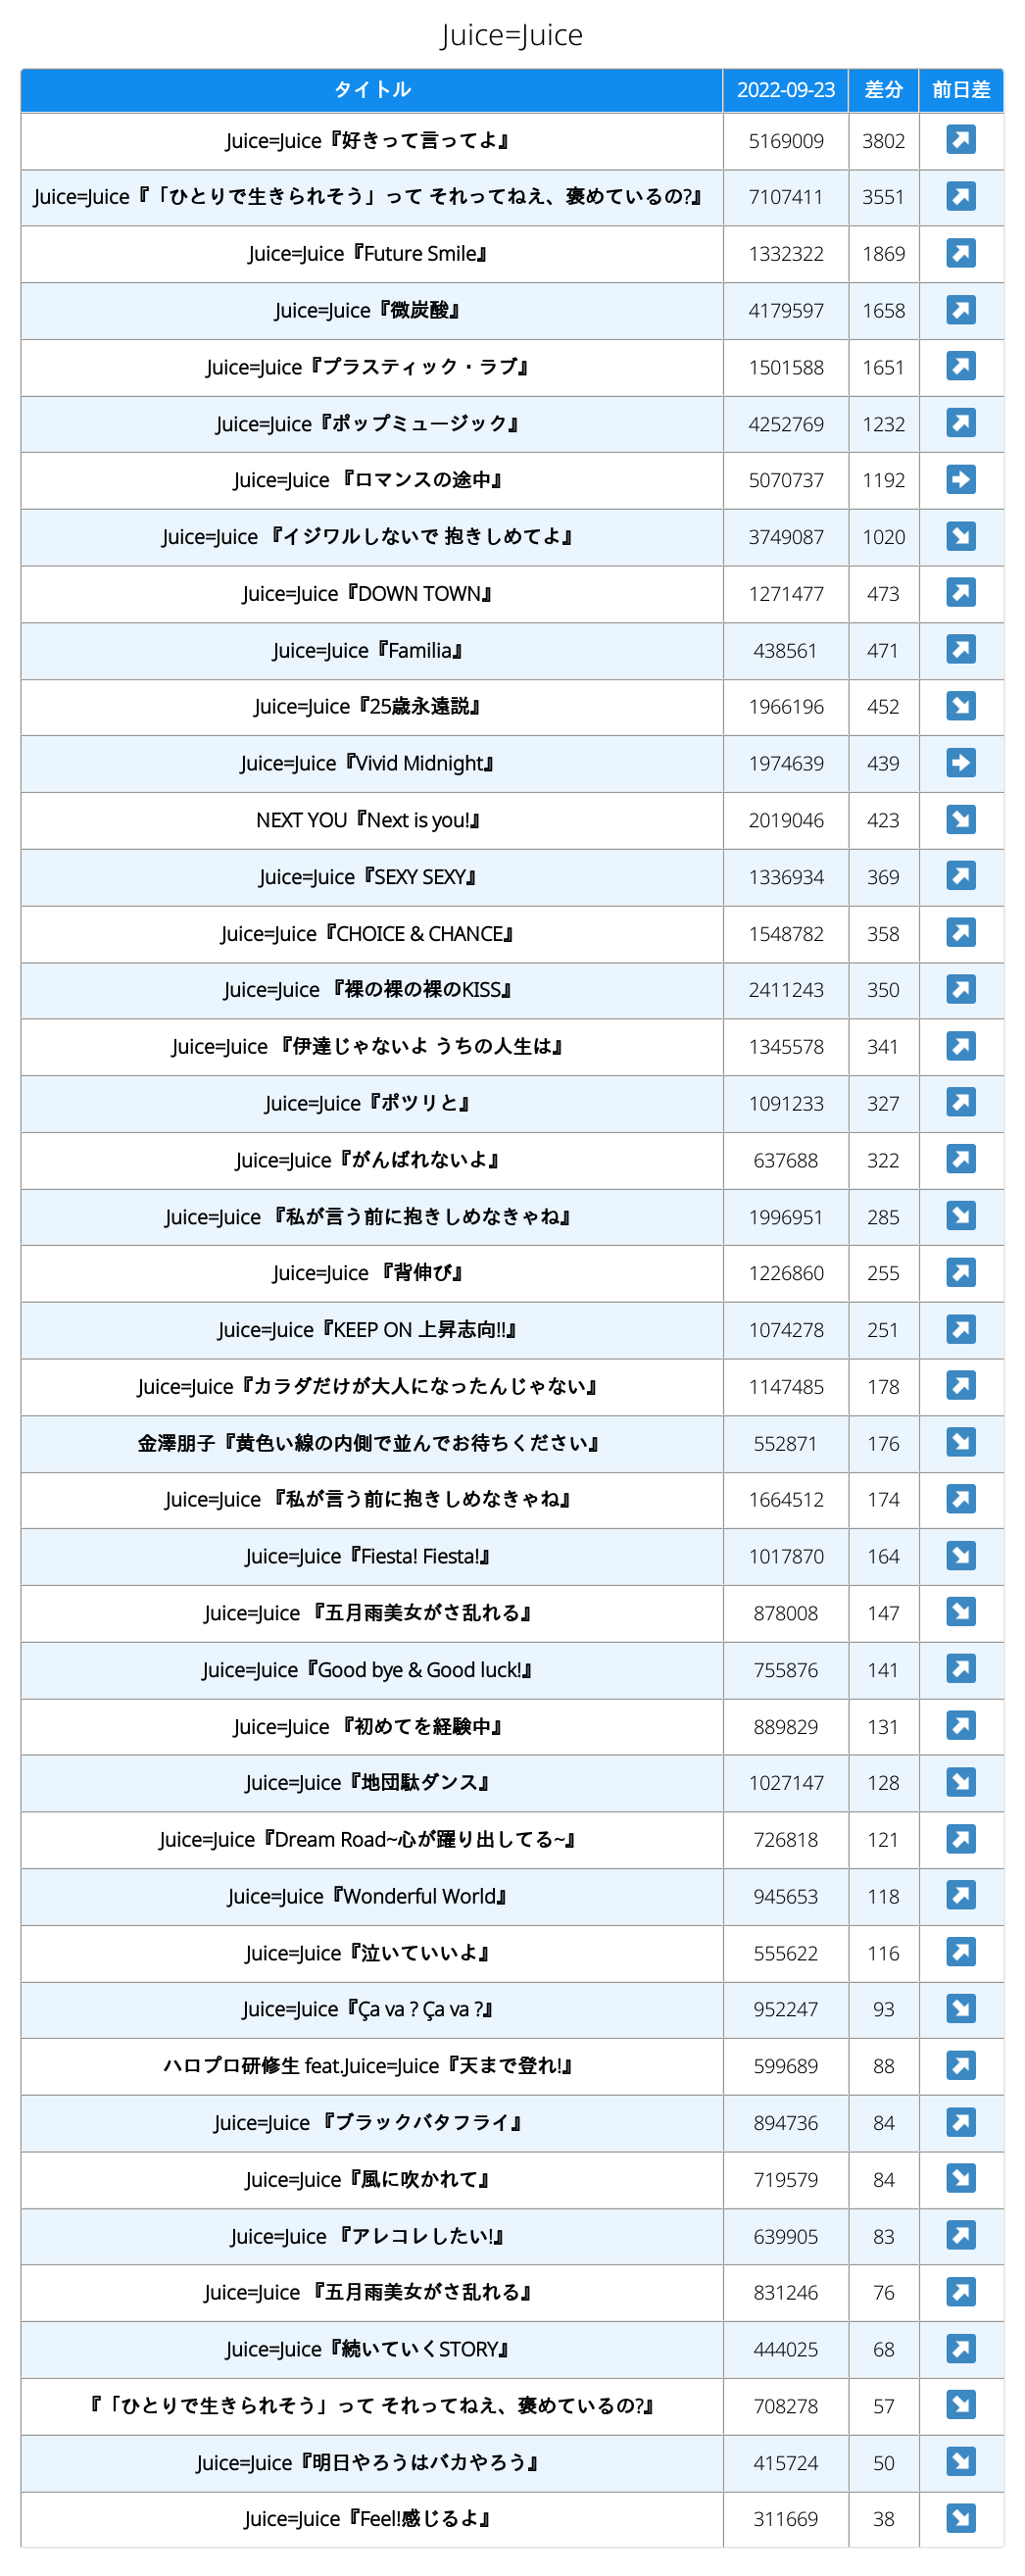 Juice=Juice
タイトル 2022-09-23 差分 前日差
Juice=Juice『好きって言ってよ』 5169009 3802 ↗
Juice=Juice『「ひとりで生きられそう」って それってねえ、褒めているの?』 7107411 3551 ↗
Juice=Juice『Future Smile』 1332322 1869 ↗
Juice=Juice『微炭酸』 4179597 1658 ↗
Juice=Juice『プラスティック・ラブ』 1501588 1651 ↗
Juice=Juice『ポップミュージック』 4252769 1232 ↗
Juice=Juice 『ロマンスの途中』 5070737 1192 ➡
Juice=Juice 『イジワルしないで 抱きしめてよ』 3749087 1020 ↘
Juice=Juice『DOWN TOWN』 1271477 473 ↗
Juice=Juice『Familia』 438561 471 ↗
Juice=Juice『25歳永遠説』 1966196 452 ↘
Juice=Juice『Vivid Midnight』 1974639 439 ➡
NEXT YOU『Next is you!』 2019046 423 ↘
Juice=Juice『SEXY SEXY』 1336934 369 ↗
Juice=Juice『CHOICE & CHANCE』 1548782 358 ↗
Juice=Juice 『裸の裸の裸のKISS』 2411243 350 ↗
Juice=Juice 『伊達じゃないよ うちの人生は』 1345578 341 ↗
Juice=Juice『ポツリと』 1091233 327 ↗
Juice=Juice『がんばれないよ』 637688 322 ↗
Juice=Juice 『私が言う前に抱きしめなきゃね』 1996951 285 ↘
Juice=Juice 『背伸び』 1226860 255 ↗
Juice=Juice『KEEP ON 上昇志向!!』 1074278 251 ↗
Juice=Juice『カラダだけが大人になったんじゃない』 1147485 178 ↗
金澤朋子『黄色い線の内側で並んでお待ちください』 552871 176 ↘
Juice=Juice 『私が言う前に抱きしめなきゃね』 1664512 174 ↗
Juice=Juice『Fiesta! Fiesta!』 1017870 164 ↘
Juice=Juice 『五月雨美女がさ乱れる』 878008 147 ↘
Juice=Juice『Good bye & Good luck!』 755876 141 ↗
Juice=Juice 『初めてを経験中』 889829 131 ↗
Juice=Juice『地団駄ダンス』 1027147 128 ↘
Juice=Juice『Dream Road~心が躍り出してる~』 726818 121 ↗
Juice=Juice『Wonderful World』 945653 118 ↗
Juice=Juice『泣いていいよ』 555622 116 ↗
Juice=Juice『Ça va ? Ça va ?』 952247 93 ↘
ハロプロ研修生 feat.Juice=Juice『天まで登れ!』 599689 88 ↗
Juice=Juice 『ブラックバタフライ』 894736 84 ↗
Juice=Juice『風に吹かれて』 719579 84 ↘
Juice=Juice 『アレコレしたい!』 639905 83 ↗
Juice=Juice 『五月雨美女がさ乱れる』 831246 76 ↗
Juice=Juice『続いていくSTORY』 444025 68 ↗
『「ひとりで生きられそう」って それってねえ、褒めているの?』 708278 57 ↘
Juice=Juice『明日やろうはバカやろう』 415724 50 ↘
Juice=Juice『Feel!感じるよ』 311669 38 ↘